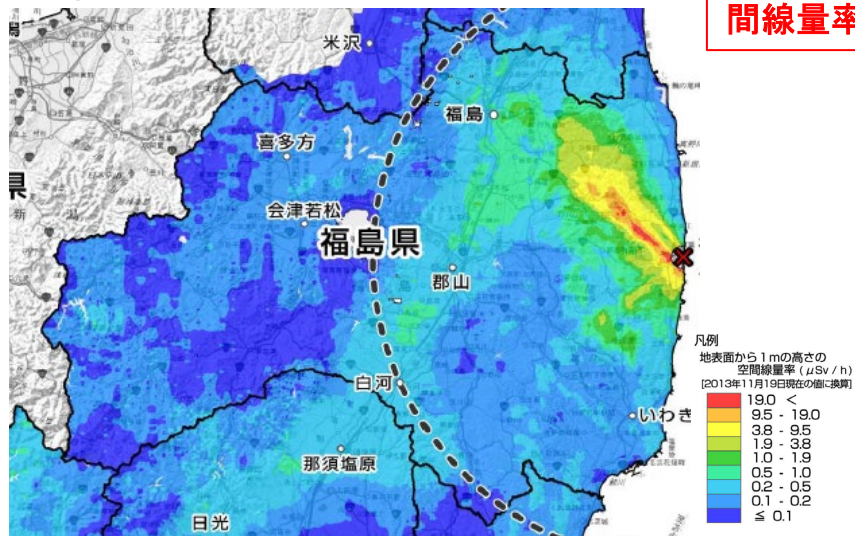 間線量率
米沢
福島
喜多方
会津若松
福島県
郡山
県
新
潟
白河
いわき
那須塩原
日光
凡例
地表面から1mの高さの
空間線量率 (μSv / h)
[2013年11月19日現在の値に換算]
19.0 <
9.5 - 19.0
3.8 - 9.5
1.9 - 3.8
1.0 - 1.9
0.5 - 1.0
0.2 - 0.5
0.1 - 0.2
≦ 0.1